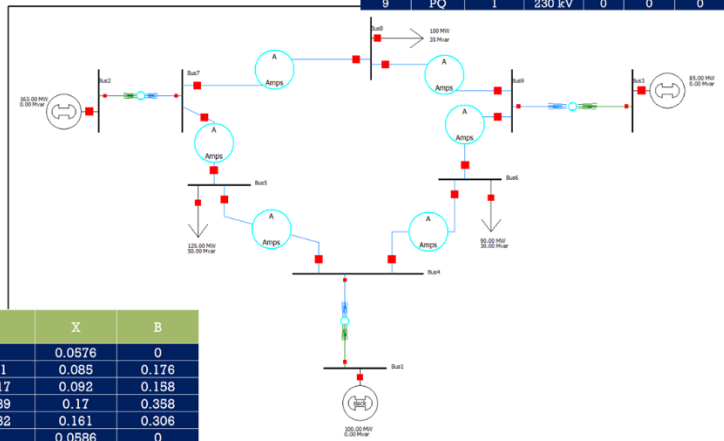 9 PQ 1 230 kV 0 0 0
Bus8
100 MW
35 Mvar
A
Amps
A
Amps
Bus2
Bus7
Bus9
Bus3
163.00 MW
0.00 Mvar
85.00 MW
0.00 Mvar
A
Amps
A
Amps
Bus5
Bus6
125.00 MW
50.00 Mvar
A
Amps
A
Amps
90.00 MW
30.00 Mvar
Bus4
X B
0.0576 0
1 0.085 0.176
17 0.092 0.158
39 0.17 0.358
32 0.161 0.306
0.0586 0
Bus1
slack
100.00 MW
0.00 Mvar